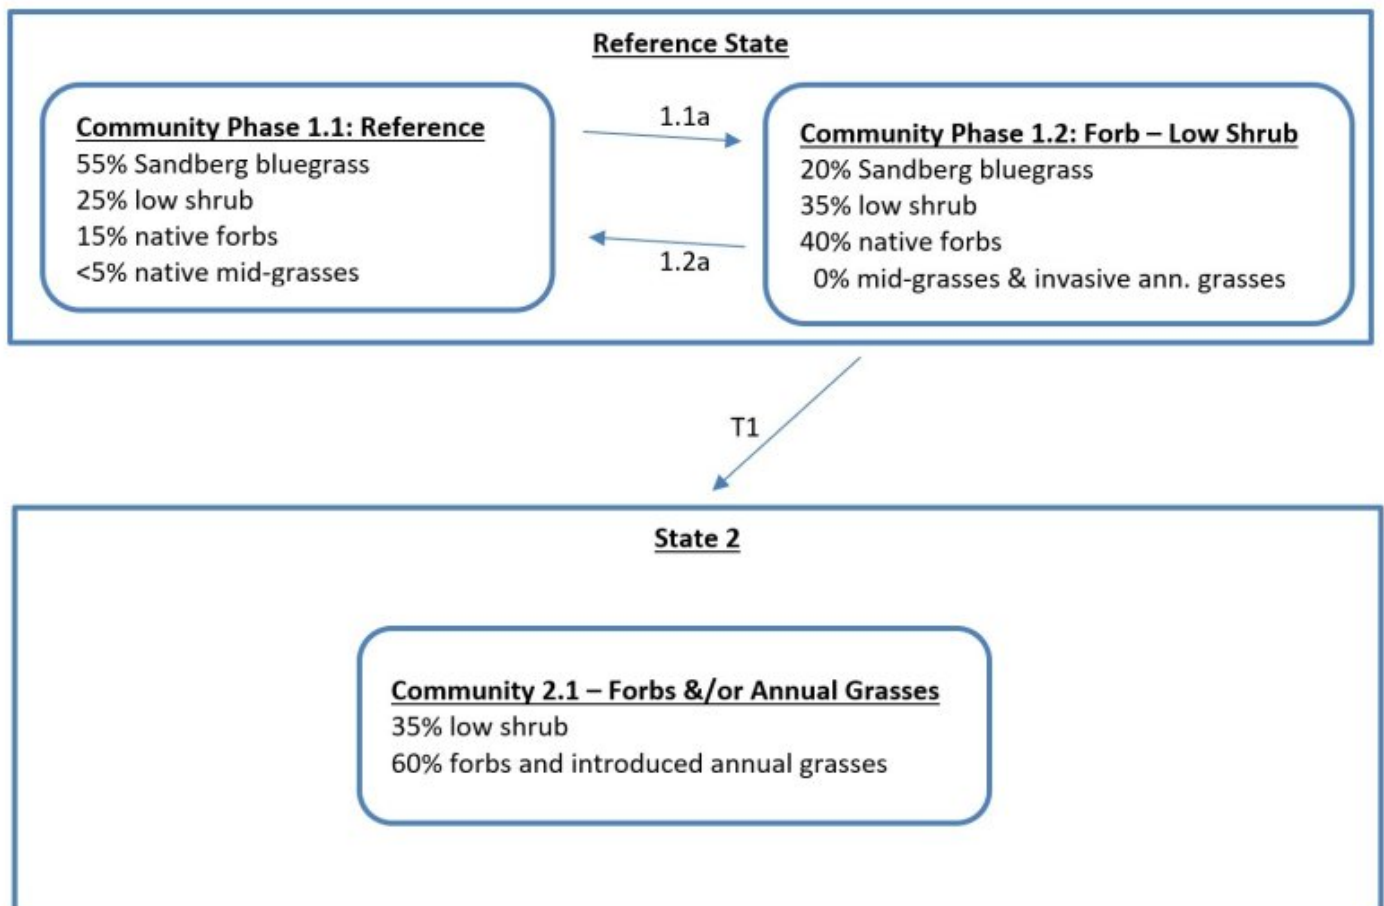 Reference State
Community Phase 1.1: Reference
55% Sandberg bluegrass
25% low shrub
15% native forbs
<5% native mid-grasses
1.1a
1.2a
Community Phase 1.2: Forb – Low Shrub
20% Sandberg bluegrass
35% low shrub
40% native forbs
0% mid-grasses & invasive ann. grasses
T1
State 2
Community 2.1 – Forbs &/or Annual Grasses
35% low shrub
60% forbs and introduced annual grasses